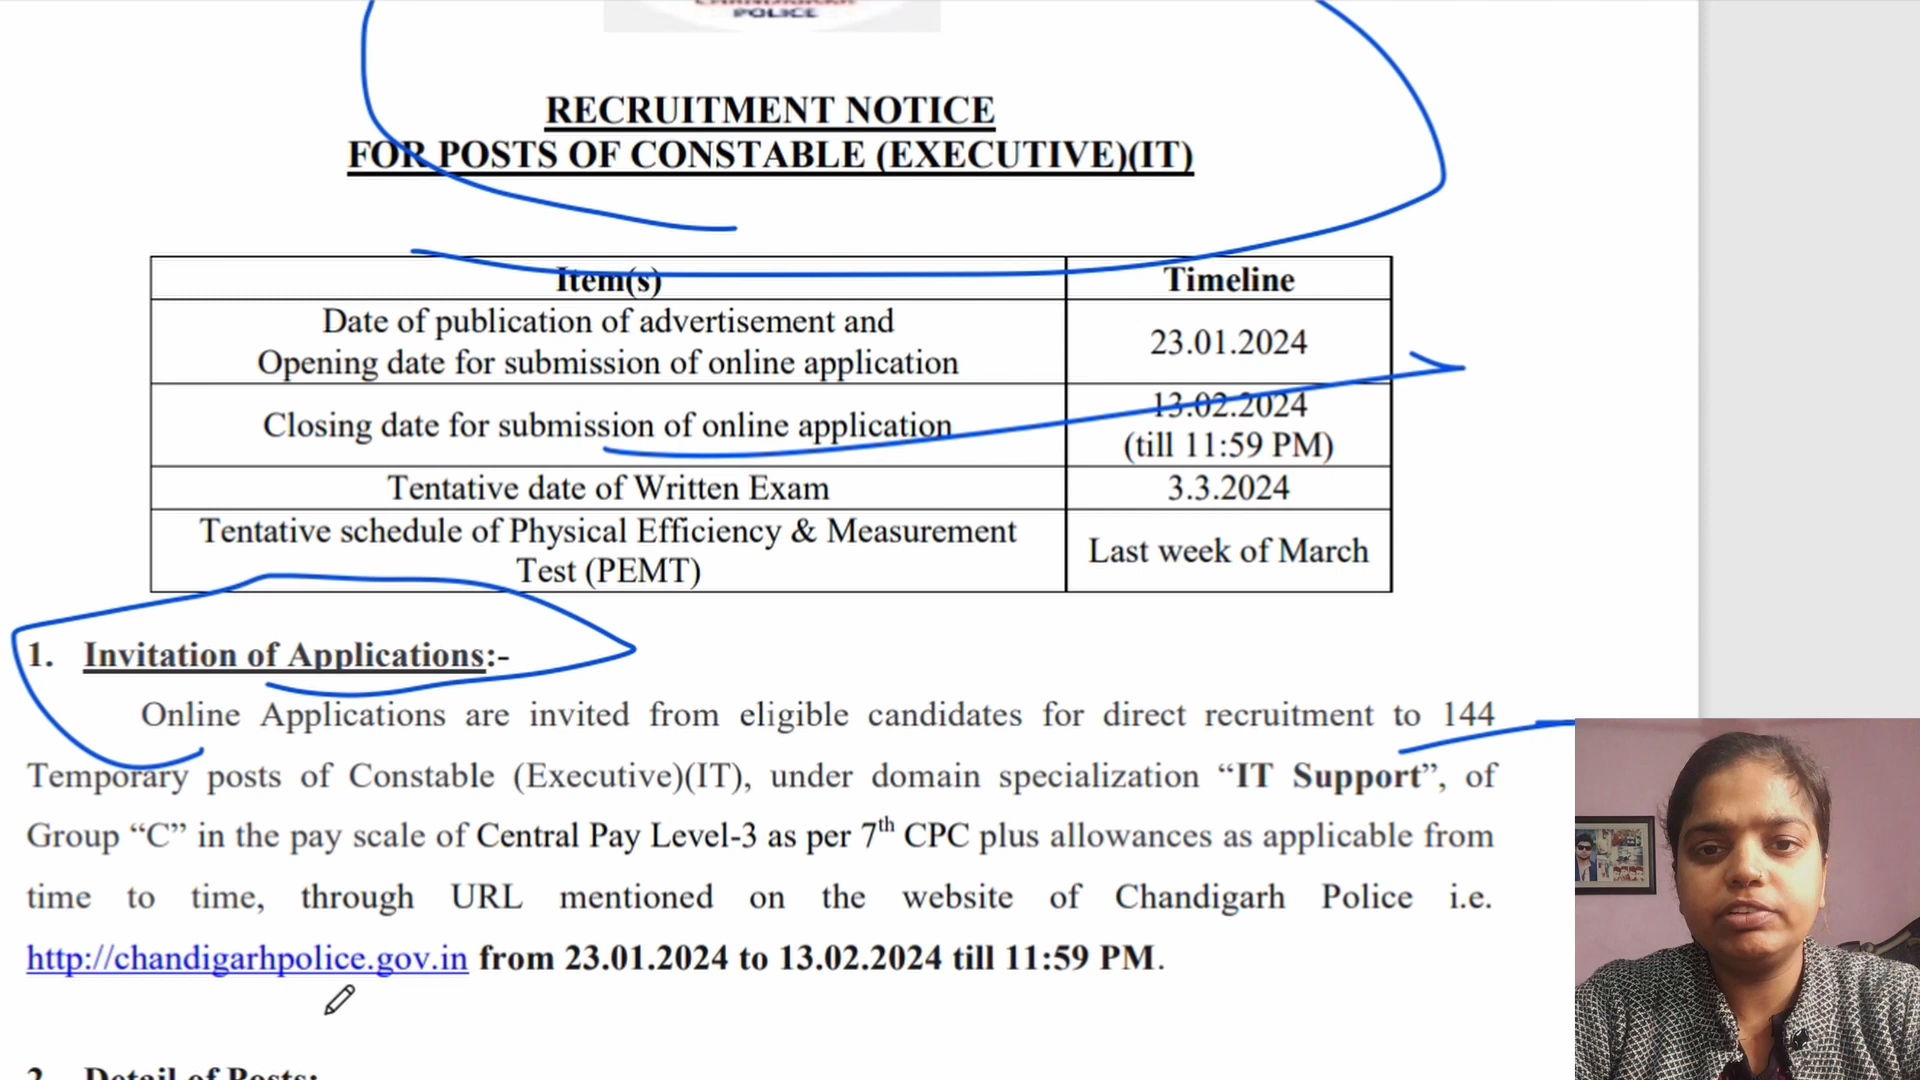 POLICE
RECRUITMENT NOTICE
FOR POSTS OF CONSTABLE (EXECUTIVE)(IT)
Item(s) Timeline
Date of publication of advertisement and
Opening date for submission of online application
23.01.2024
Closing date for submission of online application
13.02.2024
(till 11:59 PM)
Tentative date of Written Exam 3.3.2024
Tentative schedule of Physical Efficiency & Measurement
Test (PEMT)
Last week of March
1. Invitation of Applications:-
Online Applications are invited from eligible candidates for direct recruitment to 144
Temporary posts of Constable (Executive)(IT), under domain specialization “IT Support”, of
Group “C” in the pay scale of Central Pay Level-3 as per 7th CPC plus allowances as applicable from
time to time, through URL mentioned on the website of Chandigarh Police i.e.
http://chandigarhpolice.gov.in from 23.01.2024 to 13.02.2024 till 11:59 PM.
2. Detail of Posts: